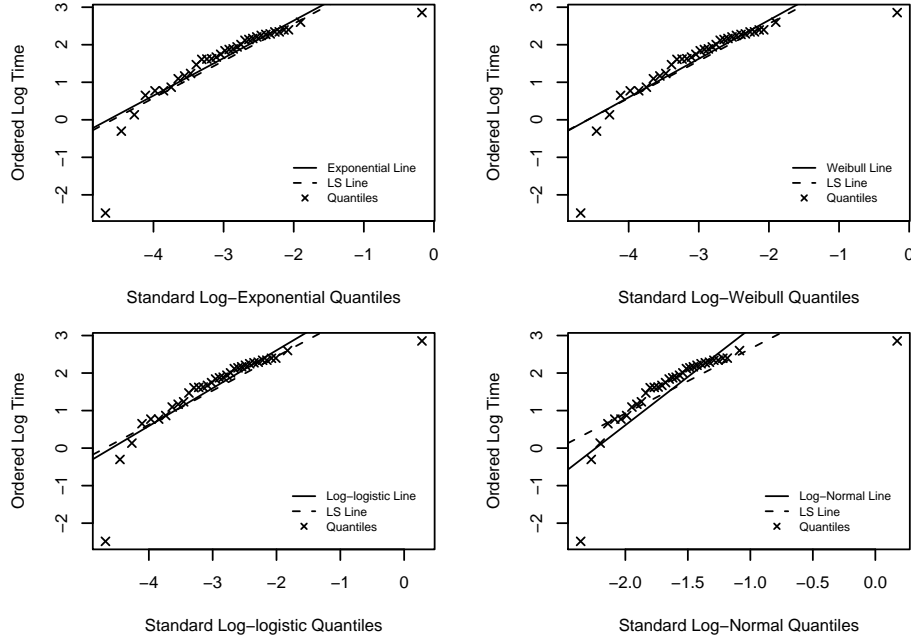 Ordered Log Time
3
2
1
0
−1
−2
Exponential Line
LS Line
Quantiles
−4 −3 −2 −1 0
Standard Log−Exponential Quantiles
Ordered Log Time
3
2
1
0
−1
−2
Weibull Line
LS Line
Quantiles
−4 −3 −2 −1 0
Standard Log−Weibull Quantiles
Ordered Log Time
3
2
1
0
−1
−2
Log−logistic Line
LS Line
Quantiles
−4 −3 −2 −1 0
Standard Log−logistic Quantiles
Ordered Log Time
3
2
1
0
−1
−2
Log−Normal Line
LS Line
Quantiles
−2.0 −1.5 −1.0 −0.5 0.0
Standard Log−Normal Quantiles